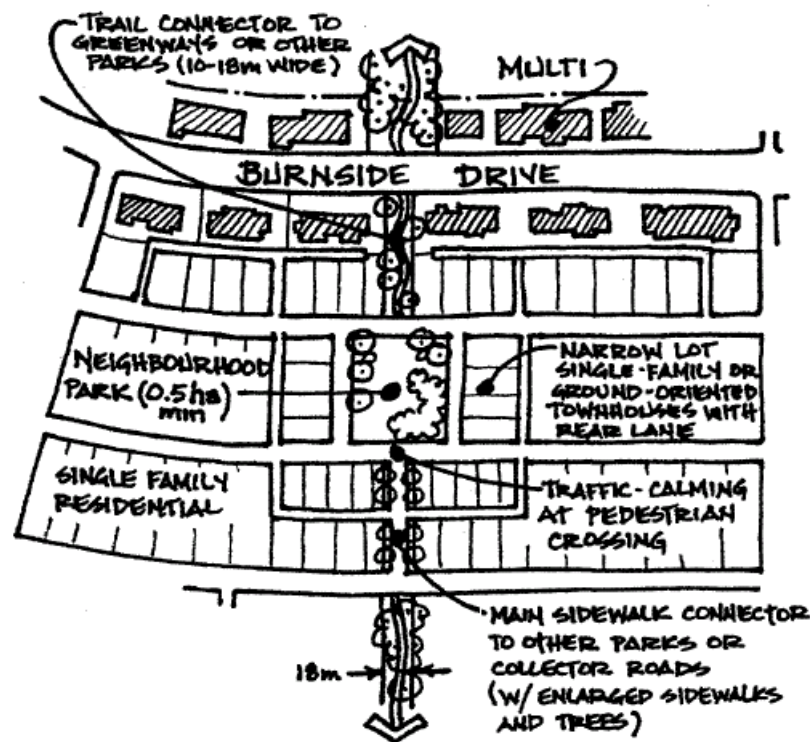 TRAIL CONNECTOR TO
GREENWAYS OR OTHER
PARKS (10-18m WIDE)
MULTI
BURNSIDE DRIVE
NEIGHBOURHOOD
PARK (0.5ha)
min
NARROW LOT
SINGLE-FAMILY OR
GROUND-ORIENTED
TOWNHOUSES WITH
REAR LANE
SINGLE FAMILY
RESIDENTIAL
TRAFFIC-CALMING
AT PEDESTRIAN
CROSSING
MAIN SIDEWALK CONNECTOR
TO OTHER PARKS OR
COLLECTOR ROADS
(W/ ENLARGED SIDEWALKS
AND TREES)
18m